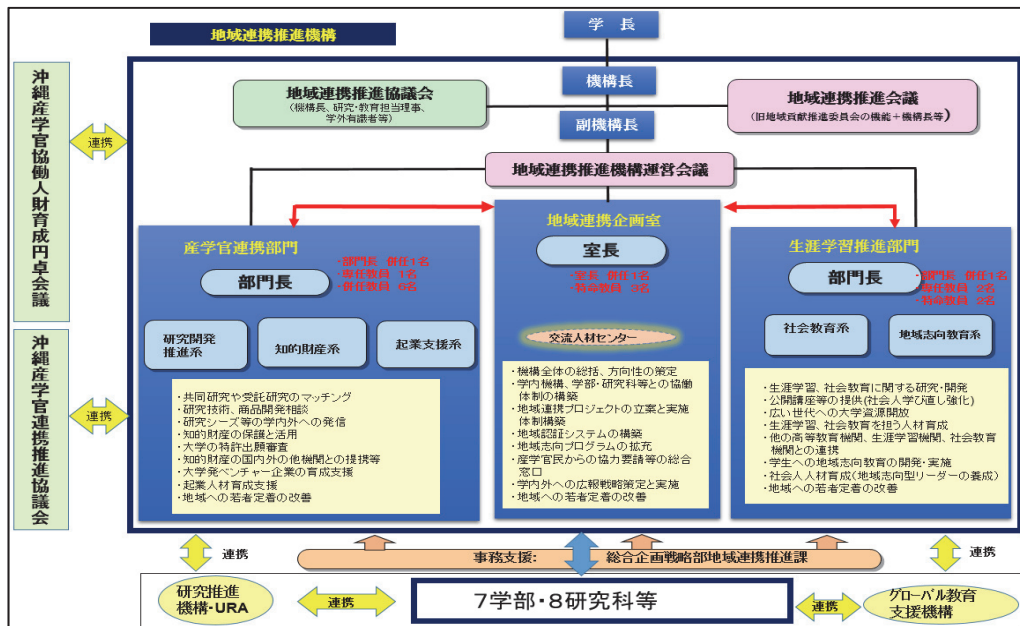 学 長
地域連携推進機構
機構長
地域連携推進協議会
(機構長、研究・教育担当理事、
学外有識者等)
地域連携推進会議
(旧地域貢献推進委員会の機能+機構長等)
副機構長
地域連携推進機構運営会議
沖縄産学官協働人財育成円卓会議
連携
沖縄産学官連携推進協議会
連携
産学官連携部門
部門長
・部門長 併任1名
・専任教員 1名
・併任教員 6名
研究開発
推進系
知的財産系
起業支援系
・共同研究や受託研究のマッチング
・研究技術、商品開発相談
・研究シーズ等の学内外への発信
・知的財産の保護と活用
・大学の特許出願審査
・知的財産の国内外の他機関との提携等
・大学発ベンチャー企業の育成支援
・起業人材育成支援
・地域への若者定着の改善
地域連携企画室
室長
・室長 併任1名
・特命教員 3名
交流人材センター
・機構全体の総括、方向性の策定
・学内機構、学部・研究科等との協働
体制の構築
・地域連携プロジェクトの立案と実施
体制構築
・地域認証システムの構築
・地域志向プログラムの拡充
・産学官民からの協力要請等の総合
窓口
・学内外への広報戦略策定と実施
・地域への若者定着の改善
生涯学習推進部門
部門長
・部門長 併任1名
・専任教員 2名
・特命教員 2名
社会教育系
地域志向教育系
・生涯学習、社会教育に関する研究・開発
・公開講座等の提供(社会人学び直し強化)
・広い世代への大学資源開放
・生涯学習、社会教育を担う人材育成
・他の高等教育機関、生涯学習機関、社会教育
機関との連携
・学生への地域志向教育の開発・実施
・社会人人材育成(地域志向型リーダーの養成)
・地域への若者定着の改善
連携
事務支援: 総合企画戦略部地域連携推進課
連携
研究推進
機構・URA
連携
7学部・8研究科等
連携
グローバル教育
支援機構